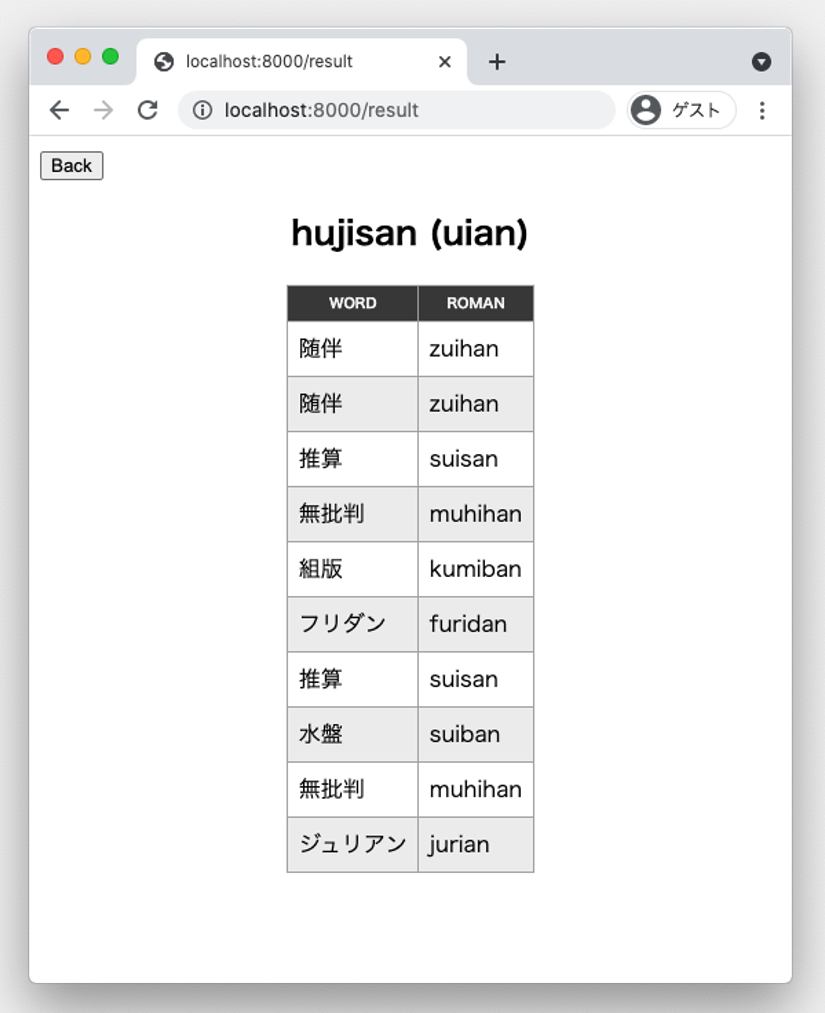 localhost:8000/result
localhost:8000/result
ゲスト
Back
hujisan (uian)
WORD ROMAN
随伴 zuihan
随伴 zuihan
推算 suisan
無批判 muhihan
組版 kumiban
フリダン furidan
推算 suisan
水盤 suiban
無批判 muhihan
ジュリアン jurian